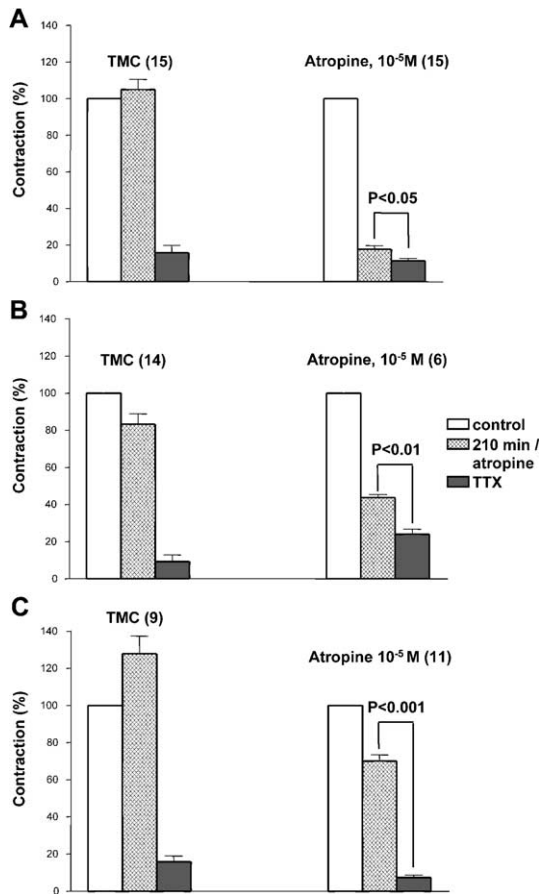 A
TMC (15)
Atropine, 10⁻⁵M (15)
P<0.05
Contraction (%)
140
120
100
80
60
40
20
0
B
TMC (14)
Atropine, 10⁻⁵ M (6)
P<0.01
Contraction (%)
140
120
100
80
60
40
20
0
control
210 min /
atropine
TTX
C
TMC (9)
Atropine 10⁻⁵ M (11)
P<0.001
Contraction (%)
140
120
100
80
60
40
20
0